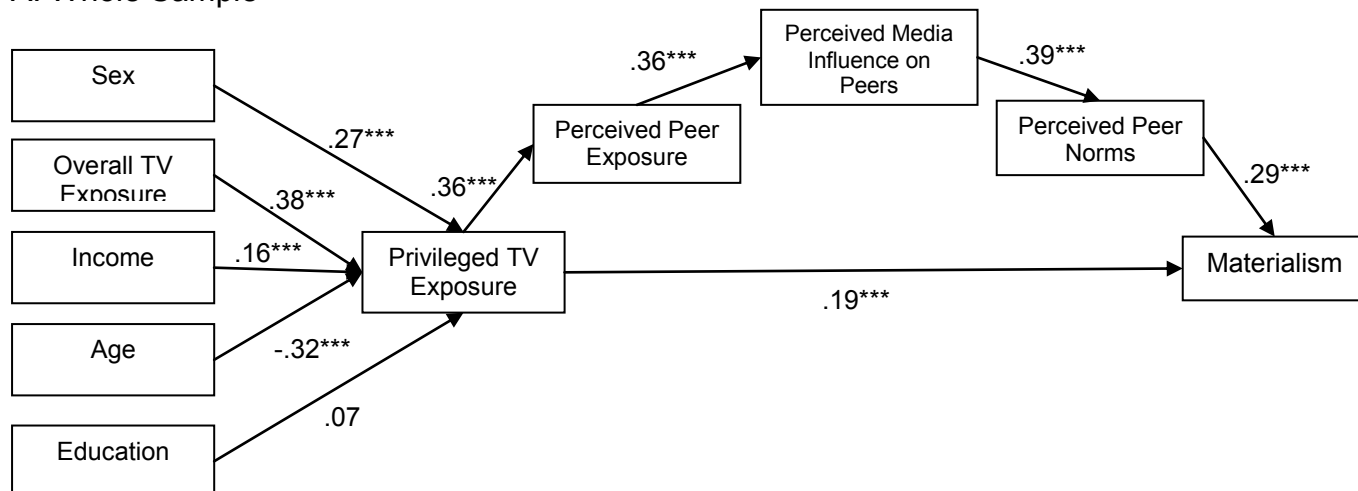 A. Whole Sample
Sex
Overall TV
Exposure
Income
Age
Education
.27***
.38***
.16***
-.32***
.07
Privileged TV
Exposure
.36***
Perceived Peer
Exposure
.36***
Perceived Media
Influence on
Peers
.39***
Perceived Peer
Norms
.29***
.19***
Materialism